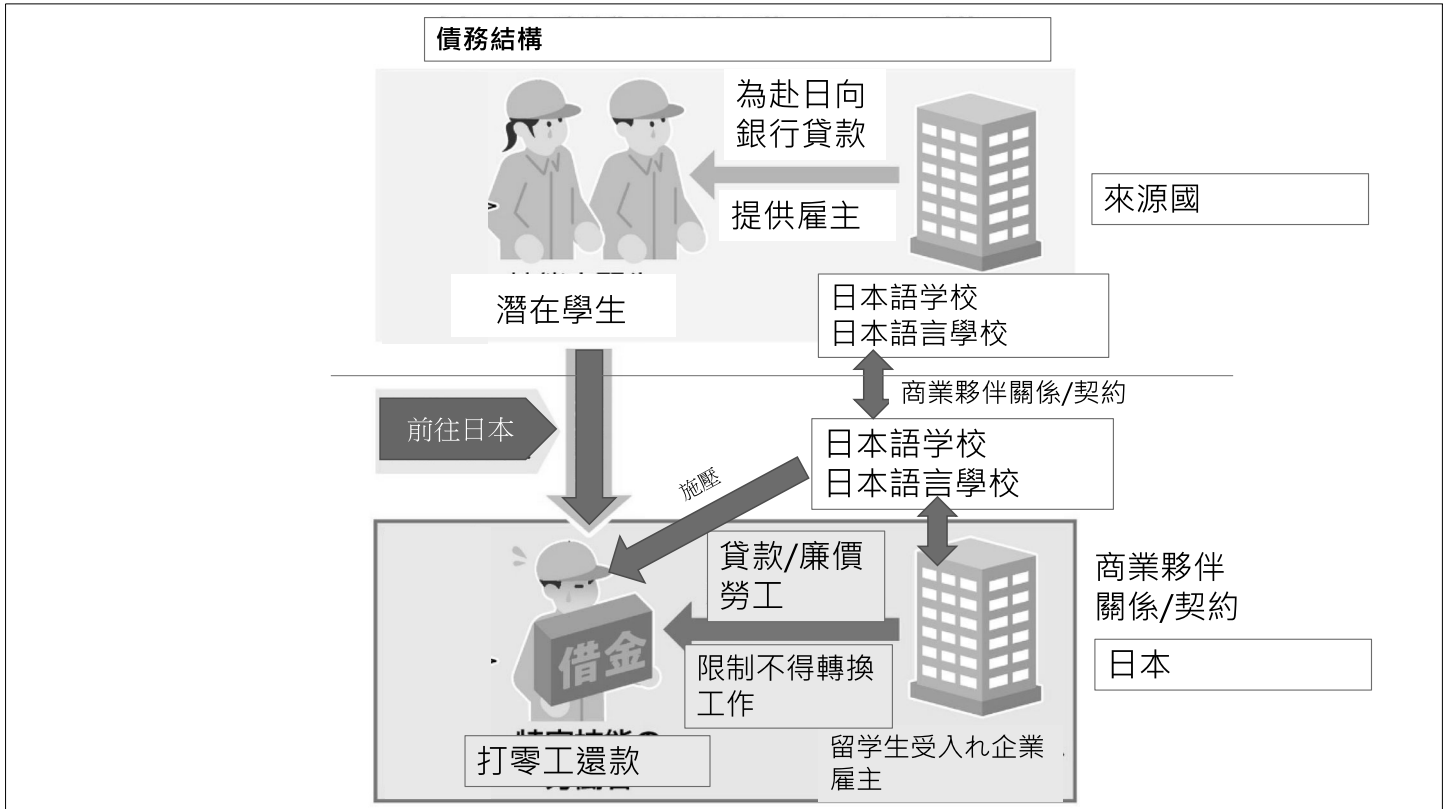 債務結構
為赴日向
銀行貸款
提供雇主
來源國
潛在學生
日本語学校
日本語言學校
商業夥伴關係/契約
前往日本
日本語学校
日本語言學校
施壓
貸款/廉價
勞工
商業夥伴
關係/契約
借金
限制不得轉換
工作
日本
打零工還款
留学生受入れ企業
雇主